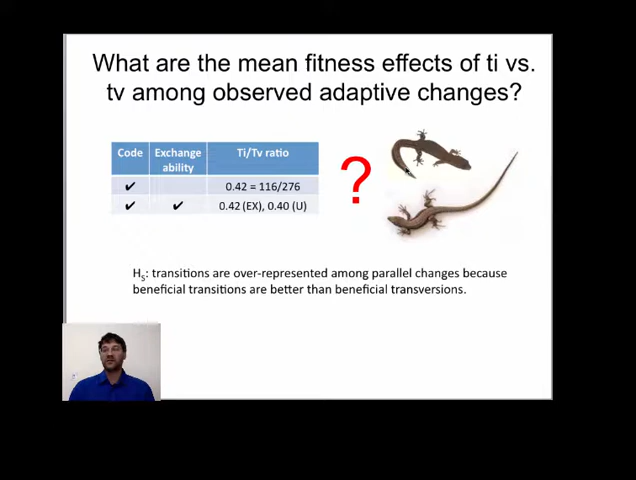 What are the mean fitness effects of ti vs.
tv among observed adaptive changes?
Code Exchange ability Ti/Tv ratio
✔ 0.42 = 116/276
✔ ✔ 0.42 (EX), 0.40 (U)
?
H5: transitions are over-represented among parallel changes because
beneficial transitions are better than beneficial transversions.